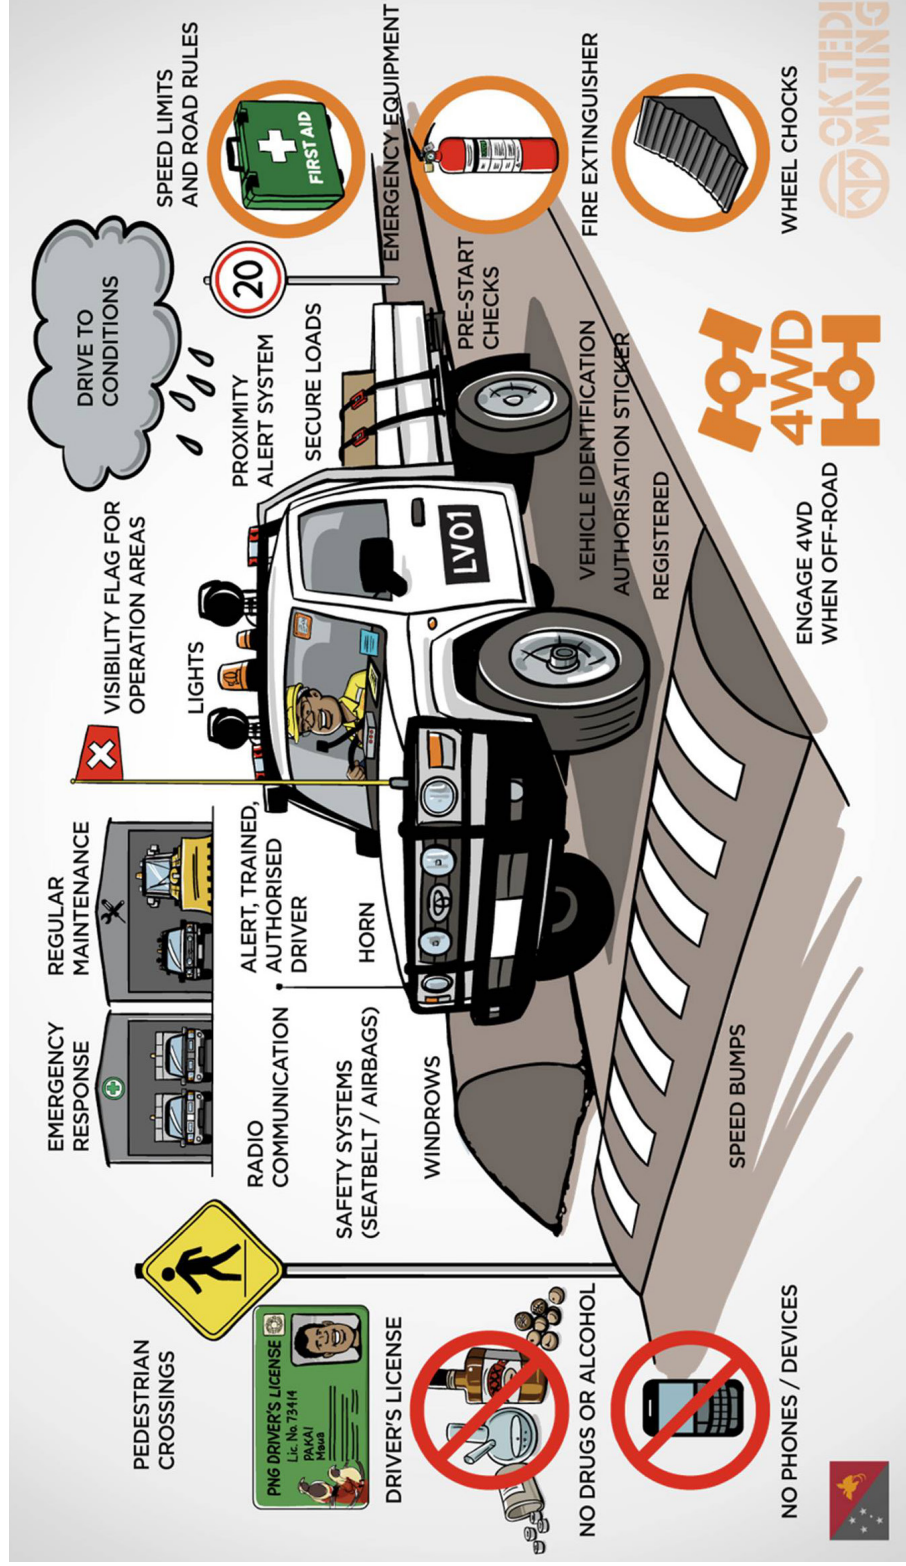 PEDESTRIAN
CROSSINGS
EMERGENCY
RESPONSE
REGULAR
MAINTENANCE
VISIBILITY FLAG FOR
OPERATION AREAS
DRIVE TO
CONDITIONS
SPEED LIMITS
AND ROAD RULES
20
FIRST AID
EMERGENCY EQUIPMENT
PNG DRIVER'S LICENSE
Lic. No. 73414
PAKAI
Maua
DRIVER'S LICENSE
RADIO
COMMUNICATION
ALERT, TRAINED,
AUTHORISED
DRIVER
LIGHTS
PROXIMITY
ALERT SYSTEM
SECURE LOADS
SAFETY SYSTEMS
(SEATBELT / AIRBAGS)
HORN
WINDROWS
LV01
PRE-START
CHECKS
FIRE EXTINGUISHER
XXX
NO DRUGS OR ALCOHOL
VEHICLE IDENTIFICATION
AUTHORISATION STICKER
REGISTERED
SPEED BUMPS
4WD
ENGAGE 4WD
WHEN OFF-ROAD
WHEEL CHOCKS
NO PHONES / DEVICES
OK TEDI
MINING